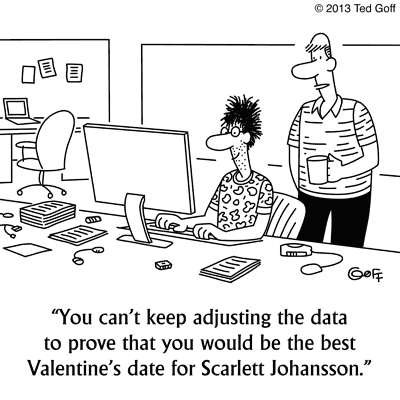 © 2013 Ted Goff
©GOFF
“You can’t keep adjusting the data
to prove that you would be the best
Valentine’s date for Scarlett Johansson.”